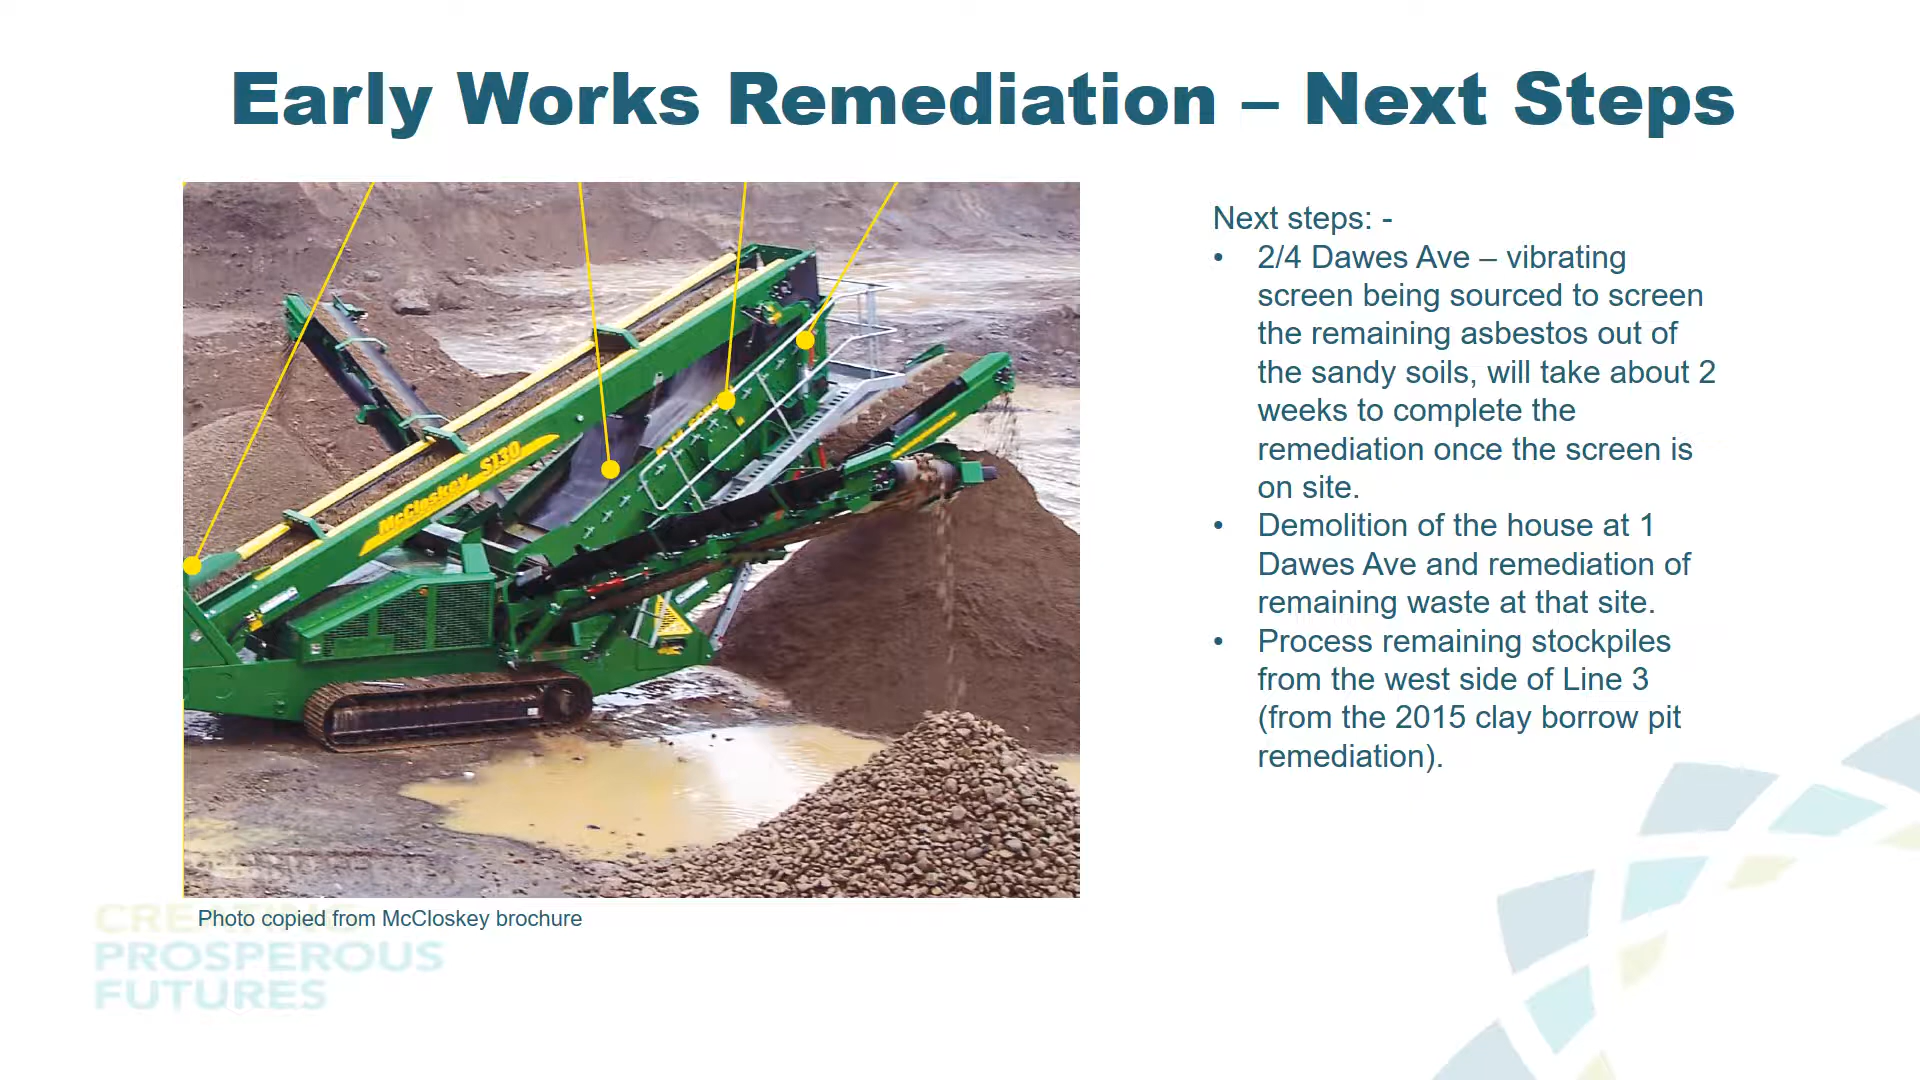 Early Works Remediation – Next Steps
Next steps: -
• 2/4 Dawes Ave – vibrating
screen being sourced to screen
the remaining asbestos out of
the sandy soils, will take about 2
weeks to complete the
remediation once the screen is
on site.
• Demolition of the house at 1
Dawes Ave and remediation of
remaining waste at that site.
• Process remaining stockpiles
from the west side of Line 3
(from the 2015 clay borrow pit
remediation).
McCloskey S130
Photo copied from McCloskey brochure
CREATING
PROSPEROUS
FUTURES